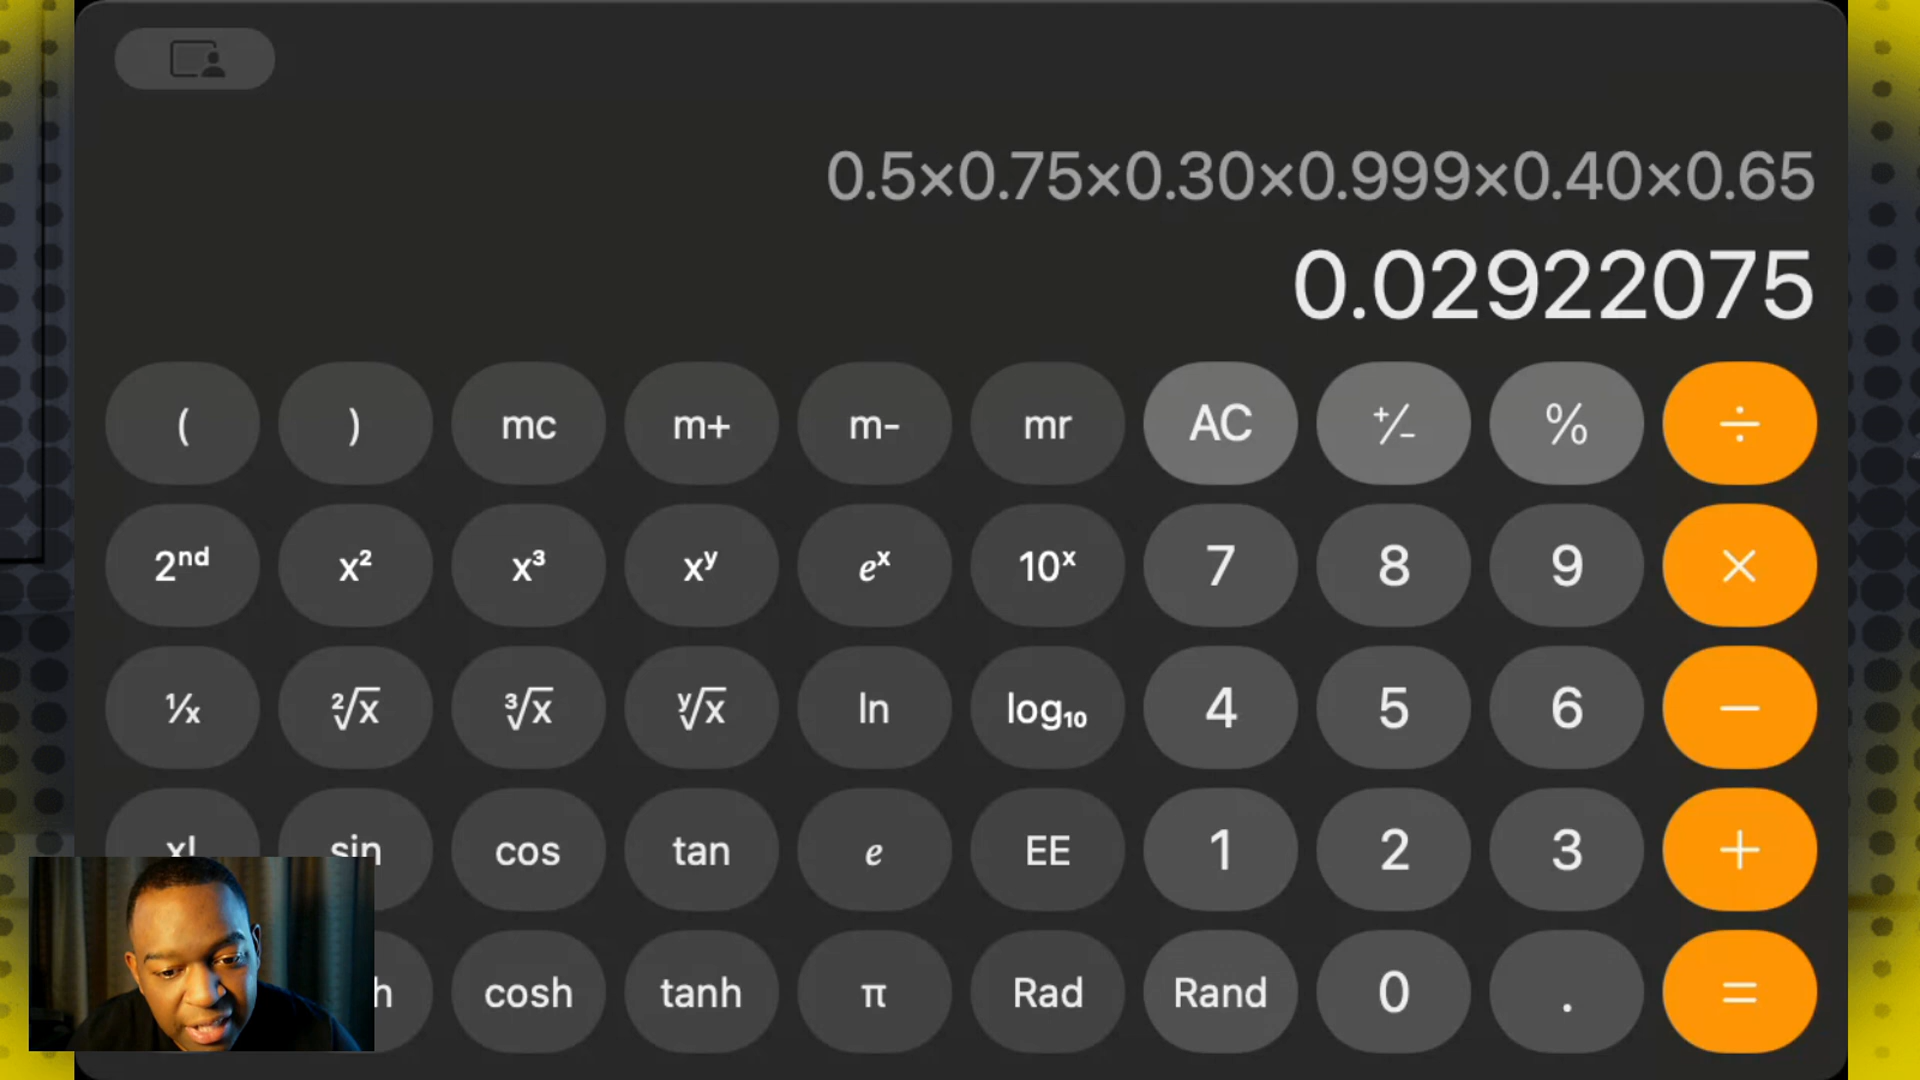 0.5×0.75×0.30×0.999×0.40×0.65
0.02922075
( ) mc m+ m- mr AC +/- % ÷
2ⁿᵈ x² x³ xʸ eˣ 10ˣ 7 8 9 ×
1/x ²√x ³√x ʸ√x ln log₁₀ 4 5 6 −
x! sin cos tan e EE 1 2 3 +
cosh tanh π Rad Rand 0 . =